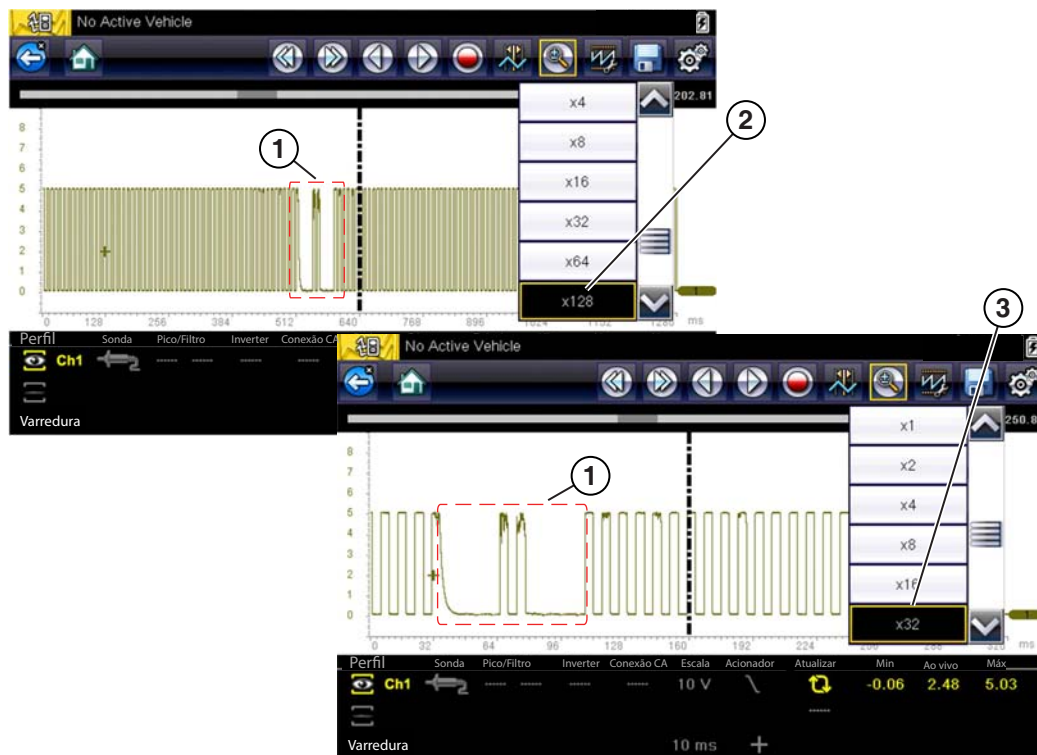 No Active Vehicle
202.81
x4
x8
x16
x32
x64
x128
1
2
8
7
6
5
4
3
2
1
0
1
0 128 256 384 512 640 768 896 1024 1152 1280 ms
Perfil Sonda Pico/Filtro Inverter Conexão CA
Ch1 ------ ------ ------ ------
Varredura
No Active Vehicle
250.8
x1
x2
x4
x8
x16
x32
1
3
8
7
6
5
4
3
2
1
0
1
0 32 64 96 128 160 192 224 256 288 320 ms
Perfil Sonda Pico/Filtro Inverter Conexão CA Escala Acionador Atualizar Min Ao vivo Máx
Ch1 ------ ------ ------ ------ 10 V -0.06 2.48 5.03
------
Varredura 10 ms +